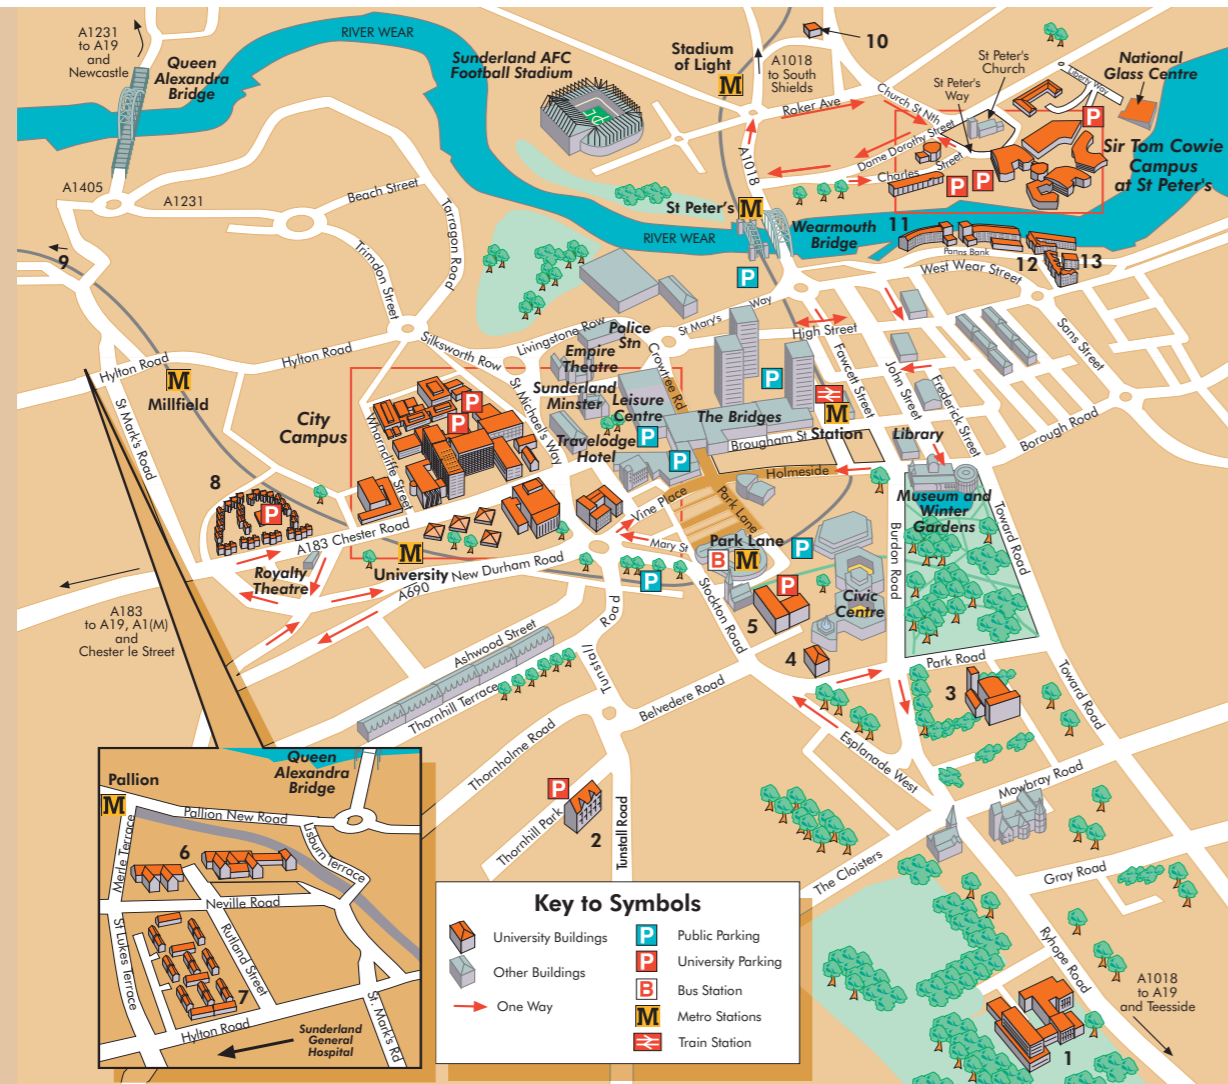 A1231
to A19
and
Newcastle
Queen
Alexandra
Bridge
RIVER WEAR
Sunderland AFC
Football Stadium
Stadium
of Light
M
10
A1018
to South
Shields
St Peter's
Church
National
Glass Centre
Liberty Way
St Peter's
Way
Roker Ave
Church St Nth
P
Dame Dorothy Street
Sir Tom Cowie
Campus
at St Peter's
A1018
Charles Street
P
P
A1405
A1231
Beach Street
Tarragon Road
St Peter's
M
RIVER WEAR
Wearmouth
Bridge
11
Panns Bank
12
13
West Wear Street
9
Trimdon Street
P
St Mary's Way
High Street
Livingstone Row
Police
Stn
Silksworth Row
Empire
Theatre
Crowtree Rd
Fawcett Street
John Street
Frederick Street
Sans Street
Hylton Road
Hylton Road
M
Millfield
St Mark's Road
City
Campus
P
P
St Michael's Way
Sunderland
Minster
Leisure
Centre
The Bridges
P
P
M
Station
Brougham St
Library
Borough Road
Travelodge
Hotel
P
Holmeside
Wharncliffe Street
8
P
Vine Place
Park Lane
Museum and
Winter
Gardens
Toward Road
A183 Chester Road
Mary St
Park Lane
B
M
P
Burdon Road
Royalty
Theatre
M
University
New Durham Road
A690
P
Stockton Road
P
Civic
Centre
5
A183
to A19, A1(M)
and
Chester le Street
Ashwood Street
Tunstall Road
4
Park Road
3
Toward Road
Thornhill Terrace
Belvedere Road
Esplanade West
Thornholme Road
Mowbray Road
P
Thornhill Park
2
Tunstall Road
The Cloisters
Gray Road
Ryhope Road
A1018
to A19
and Teesside
1
Queen
Alexandra
Bridge
Pallion
M
Pallion New Road
Lisburn Terrace
Merle Terrace
6
Neville Road
St Lukes Terrace
Rutland Street
7
Hylton Road
St. Mark's Rd
Sunderland
General
Hospital
Key to Symbols
University Buildings
Other Buildings
One Way
P Public Parking
P University Parking
B Bus Station
M Metro Stations
Train Station